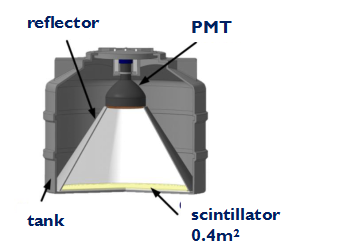 reflector
PMT
tank
scintillator
0.4m²